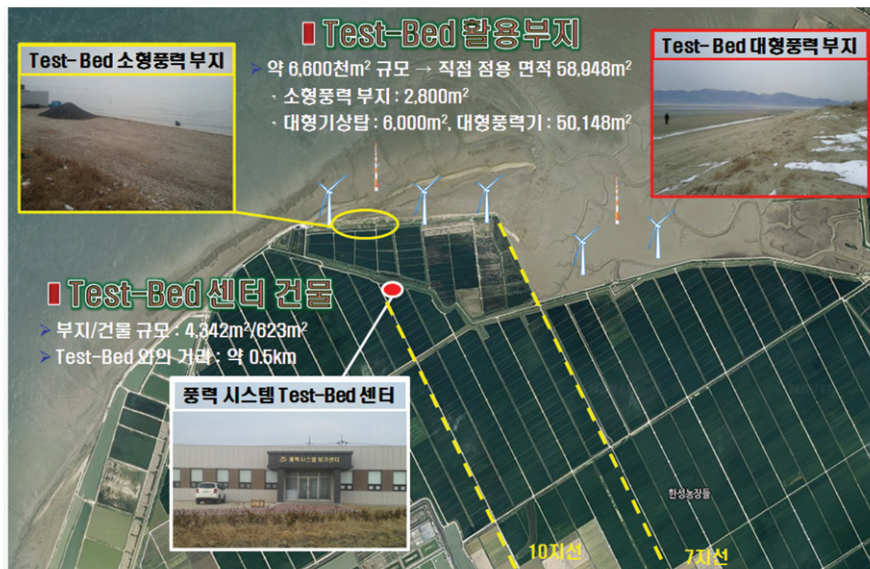 Test-Bed 활용부지
Test-Bed 소형풍력 부지
Test-Bed 대형풍력 부지
➤ 약 6,600천m² 규모 → 직접 점용 면적 58,948m²
· 소형풍력 부지 : 2,800m²
· 대형기상탑 : 6,000m², 대형풍력기 : 50,148m²
Test-Bed 센터 건물
➤ 부지/건물 규모 : 4,342m²/623m²
➤ Test-Bed 와의 거리 : 약 0.5km
풍력 시스템 Test-Bed 센터
한성농장들
10지선
7지선